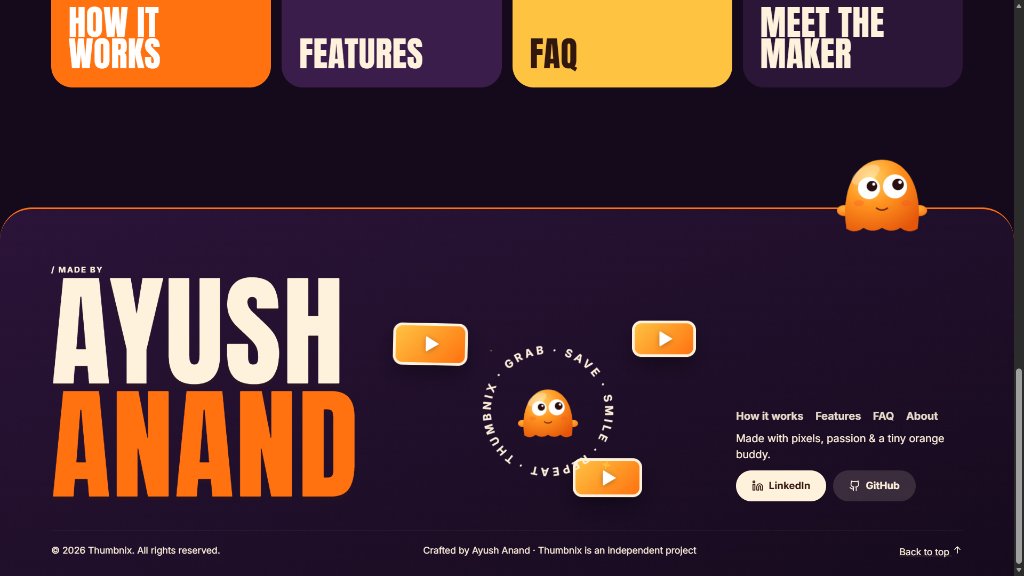 HOW IT
WORKS
FEATURES
FAQ
MEET THE
MAKER
/ MADE BY
AYUSH
ANAND
THUMBNIX · GRAB · SAVE · SMILE · REPEAT ·
How it works Features FAQ About
Made with pixels, passion & a tiny orange
buddy.
LinkedIn GitHub
© 2026 Thumbnix. All rights reserved.
Crafted by Ayush Anand · Thumbnix is an independent project
Back to top ↑